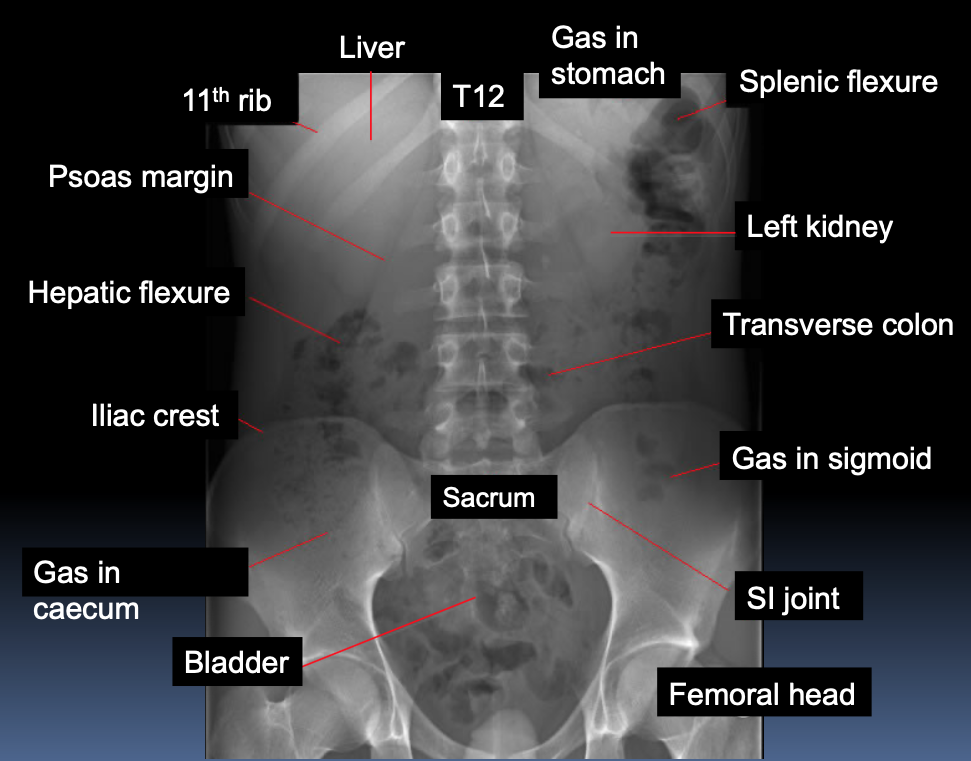 Liver
Gas in
stomach
Splenic flexure
11th rib
T12
Psoas margin
Left kidney
Hepatic flexure
Transverse colon
Iliac crest
Gas in sigmoid
Sacrum
Gas in
caecum
SI joint
Bladder
Femoral head